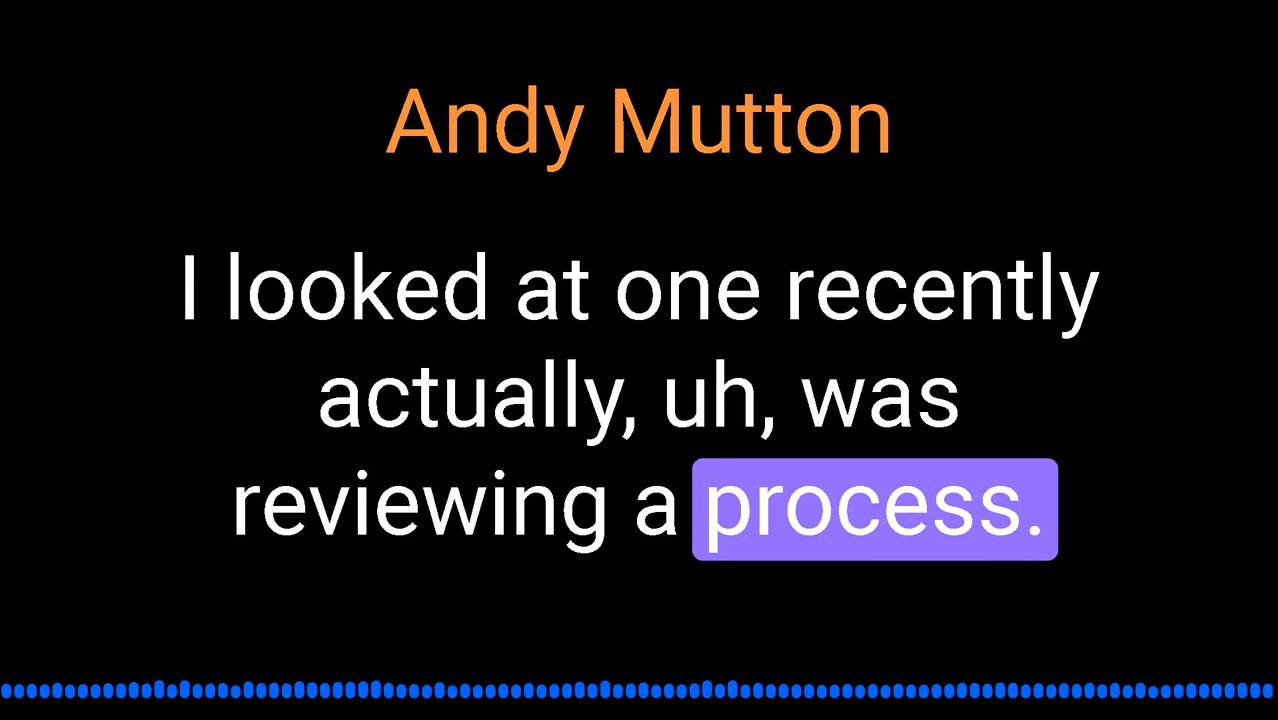 Andy Mutton
I looked at one recently
actually, uh, was
reviewing a process.